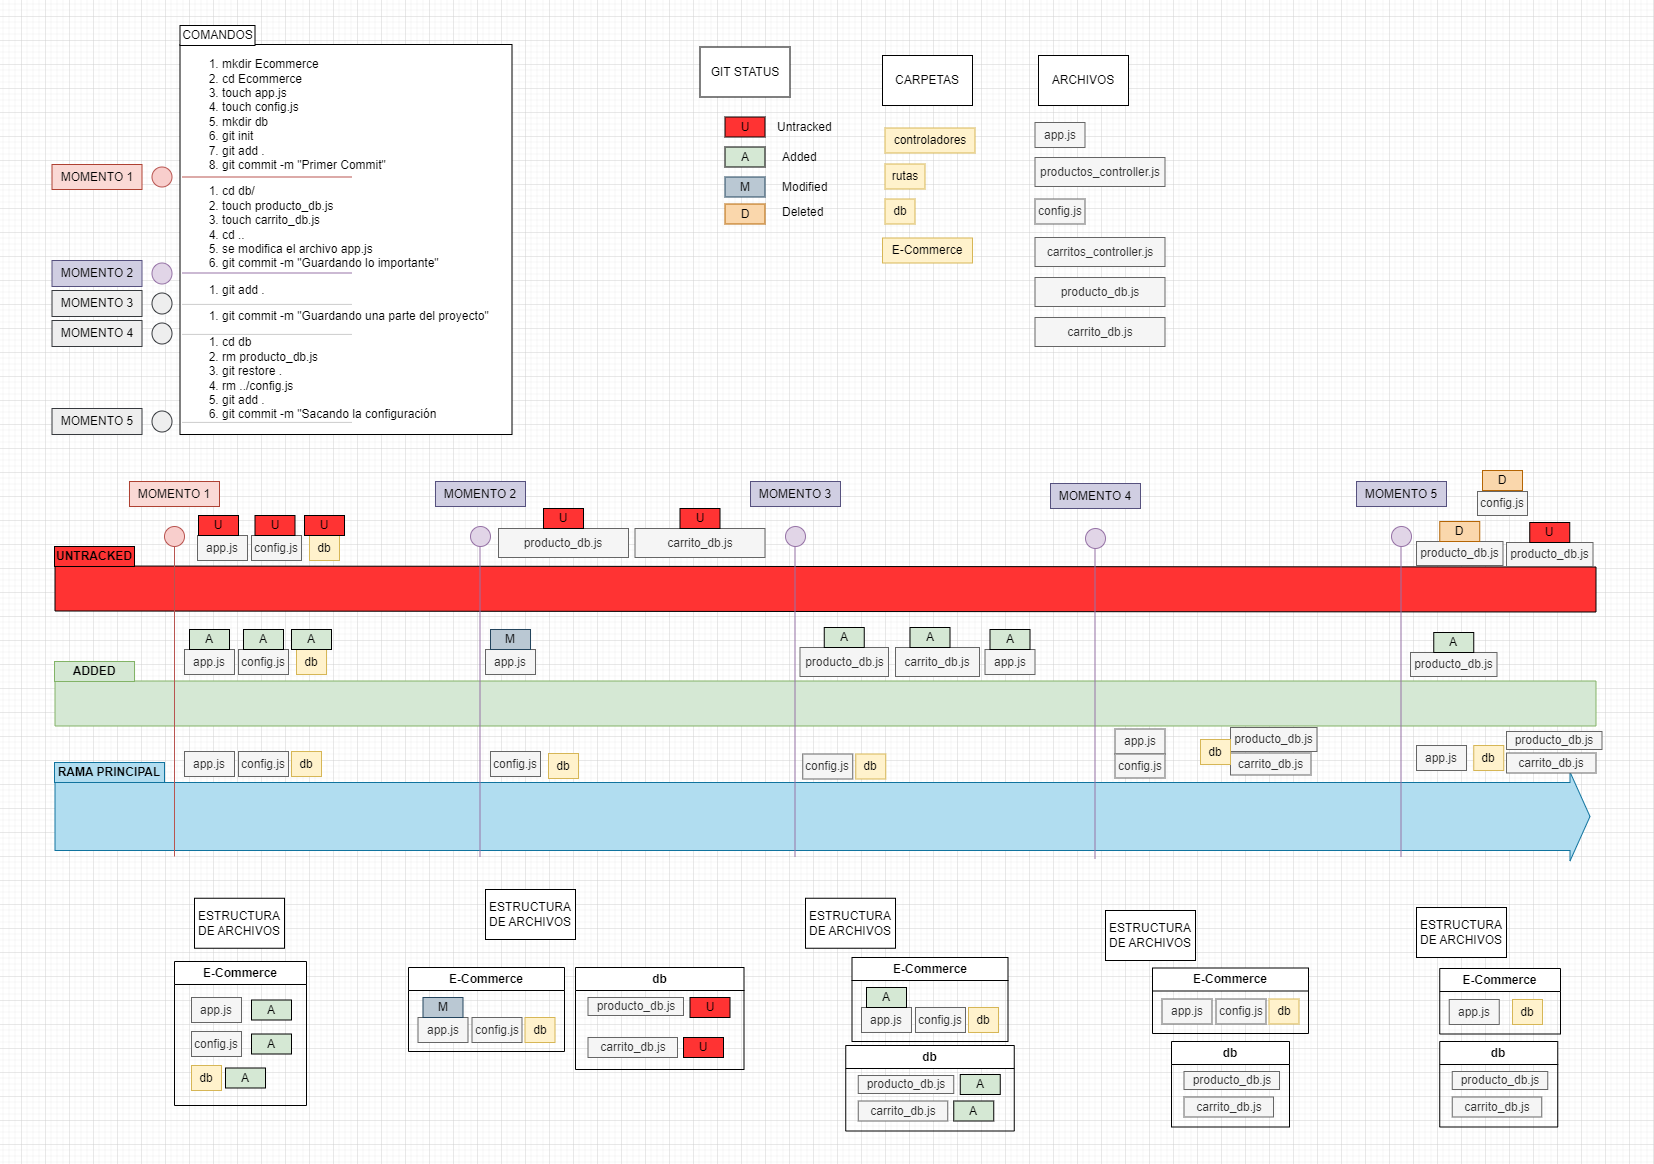 COMANDOS
1. mkdir Ecommerce
2. cd Ecommerce
3. touch app.js
4. touch config.js
5. mkdir db
6. git init
7. git add .
8. git commit -m "Primer Commit"
MOMENTO 1
1. cd db/
2. touch producto_db.js
3. touch carrito_db.js
4. cd ..
5. se modifica el archivo app.js
6. git commit -m "Guardando lo importante"
MOMENTO 2
1. git add .
MOMENTO 3
1. git commit -m "Guardando una parte del proyecto"
MOMENTO 4
1. cd db
2. rm producto_db.js
3. git restore .
4. rm ../config.js
5. git add .
6. git commit -m "Sacando la configuración
MOMENTO 5
GIT STATUS
U Untracked
A Added
M Modified
D Deleted
CARPETAS
controladores
rutas
db
E-Commerce
ARCHIVOS
app.js
productos_controller.js
config.js
carritos_controller.js
producto_db.js
carrito_db.js
MOMENTO 1
MOMENTO 2
MOMENTO 3
MOMENTO 4
MOMENTO 5
D
config.js
U U U
app.js config.js db
U U
producto_db.js carrito_db.js
D U
producto_db.js producto_db.js
UNTRACKED
A A A
app.js config.js db
M
app.js
A A A
producto_db.js carrito_db.js app.js
A
producto_db.js
ADDED
app.js config.js db
config.js db
config.js db
app.js
config.js
db
producto_db.js
carrito_db.js
app.js
db
producto_db.js
carrito_db.js
RAMA PRINCIPAL
ESTRUCTURA
DE ARCHIVOS
E-Commerce
app.js A
config.js A
db A
ESTRUCTURA
DE ARCHIVOS
E-Commerce
M
app.js config.js db
db
producto_db.js U
carrito_db.js U
ESTRUCTURA
DE ARCHIVOS
E-Commerce
A
app.js config.js db
db
producto_db.js A
carrito_db.js A
ESTRUCTURA
DE ARCHIVOS
E-Commerce
app.js config.js db
db
producto_db.js
carrito_db.js
ESTRUCTURA
DE ARCHIVOS
E-Commerce
app.js db
db
producto_db.js
carrito_db.js